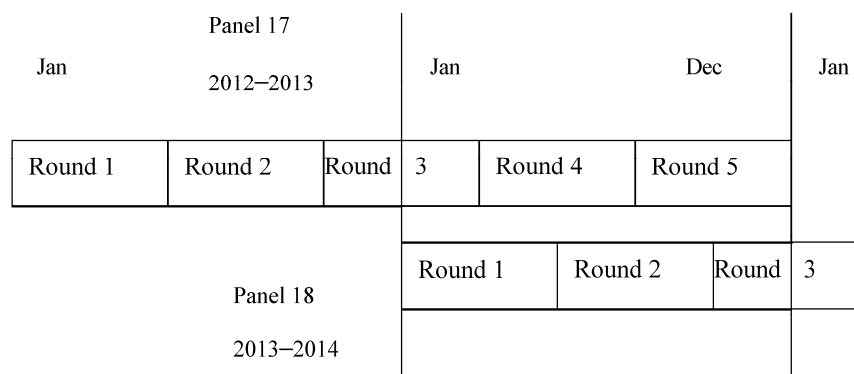 Panel 17
Jan Jan Dec Jan
2012–2013
Round 1 Round 2 Round 3 Round 4 Round 5
Round 1 Round 2 Round 3
Panel 18
2013–2014